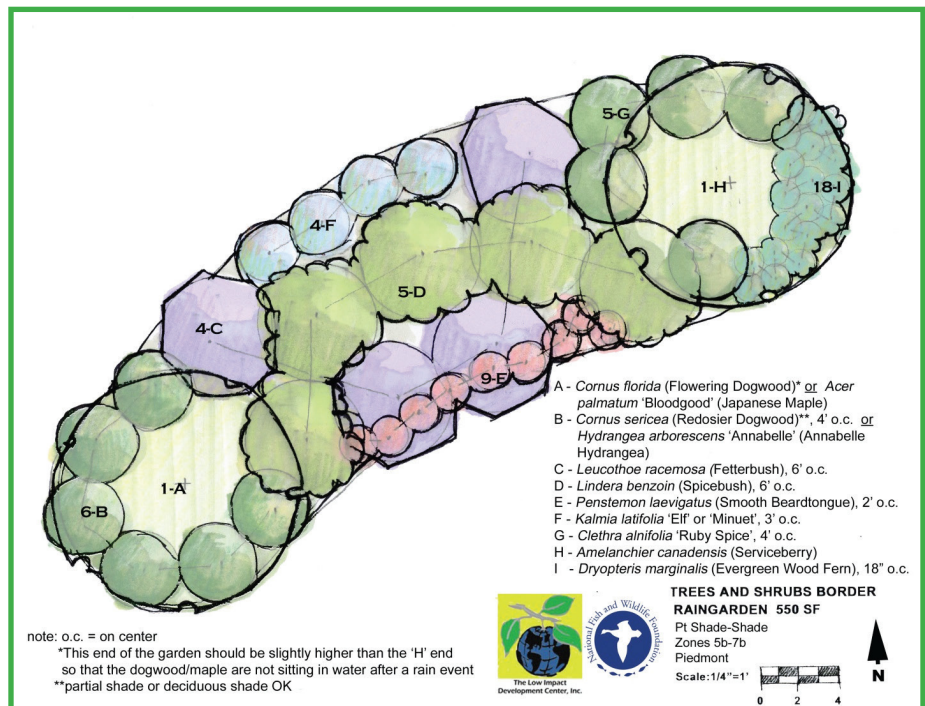 5-G
1-H
18-I
4-F
5-D
4-C
9-E
1-A
6-B
A - Cornus florida (Flowering Dogwood)* or Acer
palmatum 'Bloodgood' (Japanese Maple)
B - Cornus sericea (Redosier Dogwood)**, 4' o.c. or
Hydrangea arborescens 'Annabelle' (Annabelle
Hydrangea)
C - Leucothoe racemosa (Fetterbush), 6' o.c.
D - Lindera benzoin (Spicebush), 6' o.c.
E - Penstemon laevigatus (Smooth Beardtongue), 2' o.c.
F - Kalmia latifolia 'Elf' or 'Minuet', 3' o.c.
G - Clethra alnifolia 'Ruby Spice', 4' o.c.
H - Amelanchier canadensis (Serviceberry)
I - Dryopteris marginalis (Evergreen Wood Fern), 18" o.c.
note: o.c. = on center
*This end of the garden should be slightly higher than the 'H' end
so that the dogwood/maple are not sitting in water after a rain event
**partial shade or deciduous shade OK
The Low Impact
Development Center, Inc.
National Fish and Wildlife Foundation
TREES AND SHRUBS BORDER
RAINGARDEN 550 SF
Pt Shade-Shade
Zones 5b-7b
Piedmont
Scale:1/4"=1'
0 2 4
N